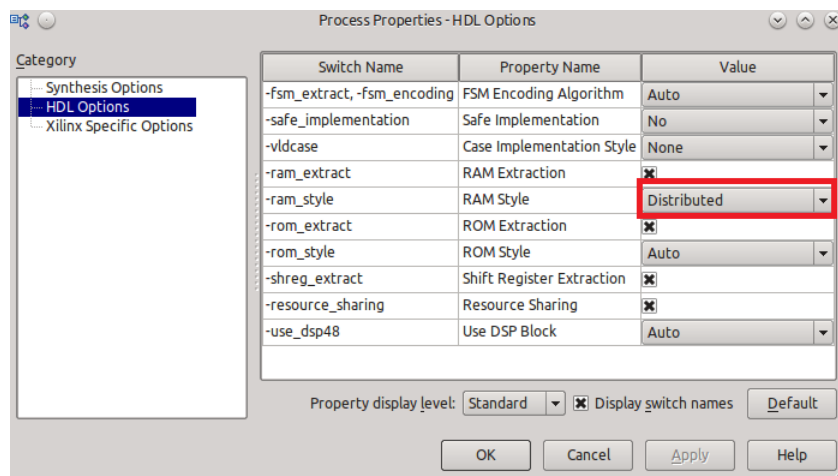 Process Properties - HDL Options
Category
Synthesis Options
HDL Options
Xilinx Specific Options
Switch Name Property Name Value
-fsm_extract, -fsm_encoding FSM Encoding Algorithm Auto
-safe_implementation Safe Implementation No
-vldcase Case Implementation Style None
-ram_extract RAM Extraction
-ram_style RAM Style Distributed
-rom_extract ROM Extraction
-rom_style ROM Style Auto
-shreg_extract Shift Register Extraction
-resource_sharing Resource Sharing
-use_dsp48 Use DSP Block Auto
Property display level: Standard Display switch names Default
OK Cancel Apply Help